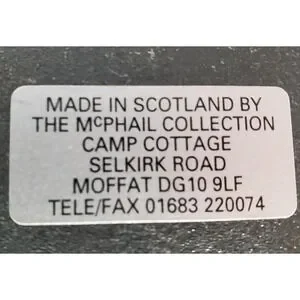 MADE IN SCOTLAND BY
THE McPHAIL COLLECTION
CAMP COTTAGE
SELKIRK ROAD
MOFFAT DG10 9LF
TELE/FAX 01683 220074